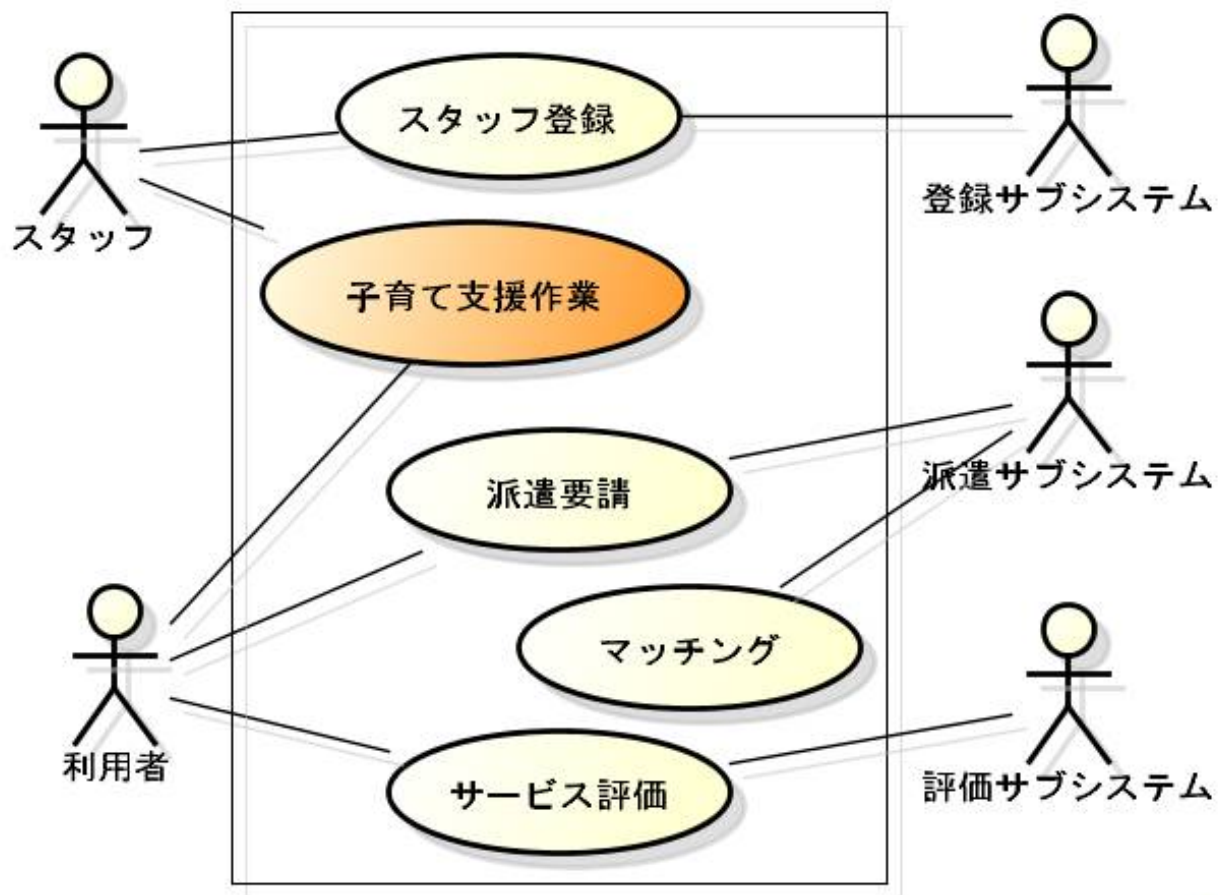 スタッフ登録
登録サブシステム
スタッフ
子育て支援作業
派遣要請
派遣サブシステム
マッチング
利用者
サービス評価
評価サブシステム